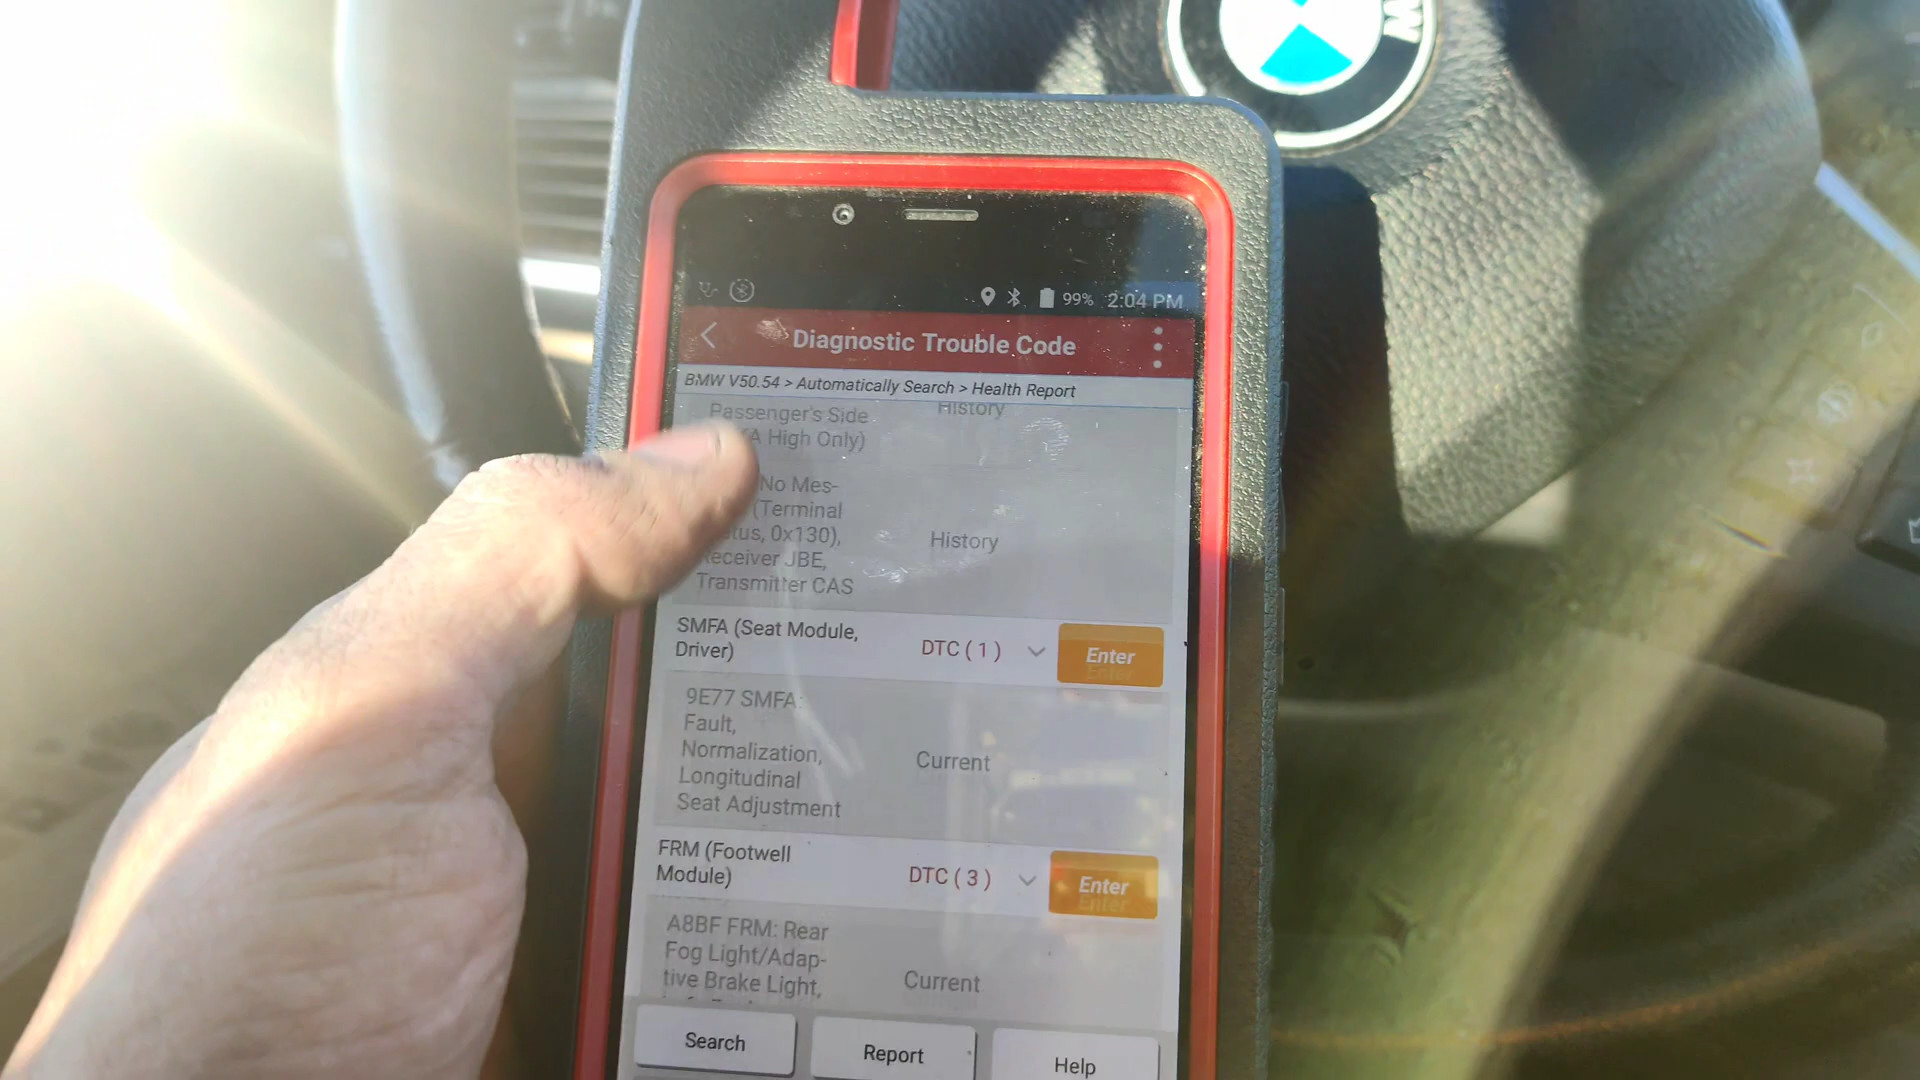 W
99% 2:04 PM
Diagnostic Trouble Code
BMW V50.54 > Automatically Search > Health Report
Passenger's Side History
(A High Only)
No Mes-
(Terminal
0x130), History
Receiver JBE,
Transmitter CAS
SMFA (Seat Module,
Driver) DTC ( 1 ) Enter
9E77 SMFA:
Fault,
Normalization, Current
Longitudinal
Seat Adjustment
FRM (Footwell
Module) DTC ( 3 ) Enter
A8BF FRM: Rear
Fog Light/Adap-
tive Brake Light, Current
Search Report Help